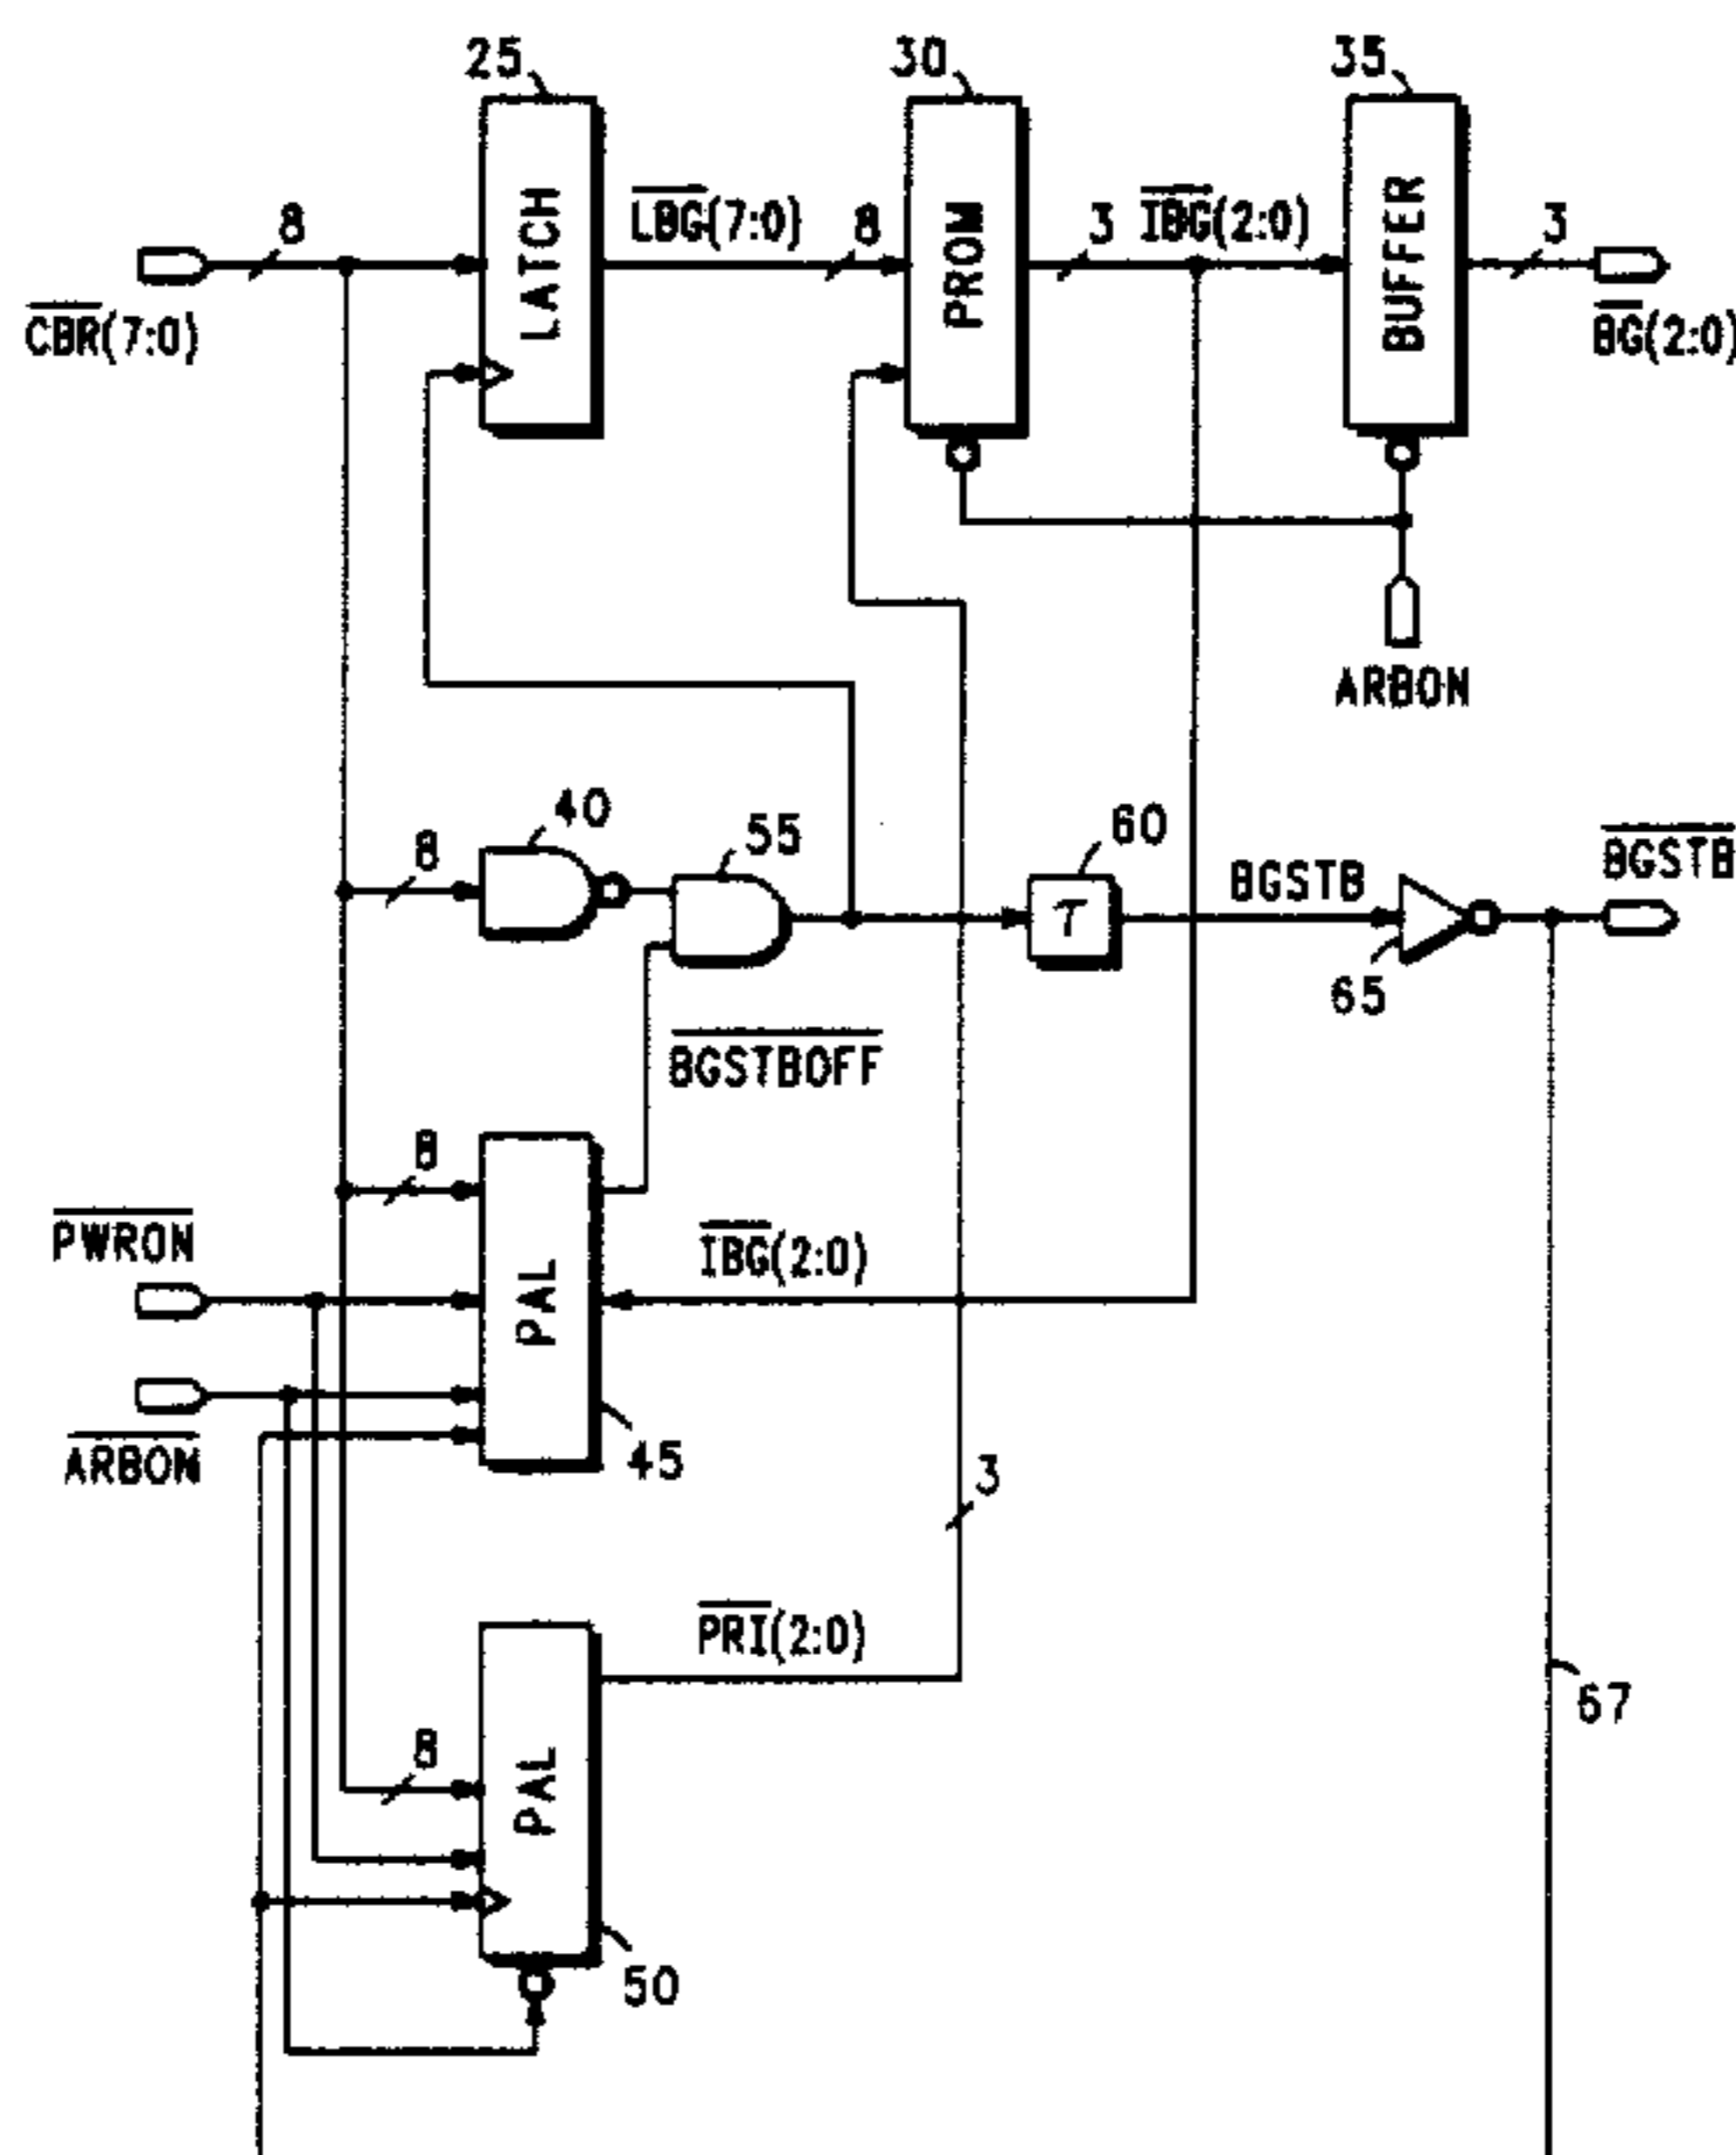 25
30
35
LATCH
PROM
BUFFER
8
LBG(7:0)
8
3
IBG(2:0)
3
CBR(7:0)
BG(2:0)
ARBON
40
55
60
8
T
BGSTB
BGSTB
65
BGSTBOFF
8
PWRON
PAL
IBG(2:0)
ARBON
45
3
PRI(2:0)
8
PAL
67
50